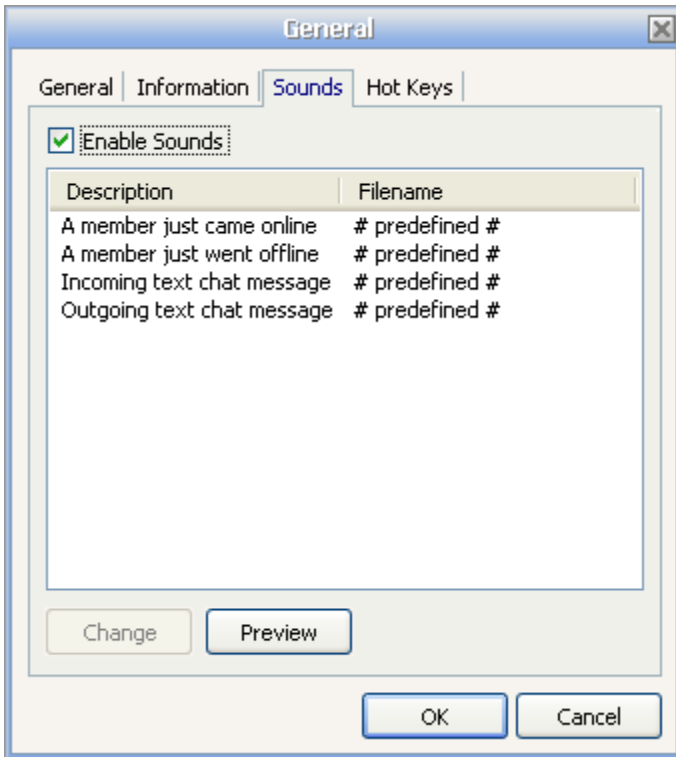 General
General Information Sounds Hot Keys
Enable Sounds
Description Filename
A member just came online # predefined #
A member just went offline # predefined #
Incoming text chat message # predefined #
Outgoing text chat message # predefined #
Change Preview
OK Cancel